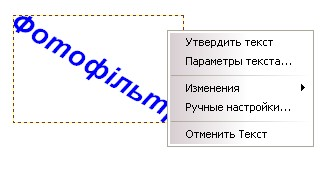 Фотофільтр
Утвердить текст
Параметры текста...
Изменения
Ручные настройки...
Отменить Текст